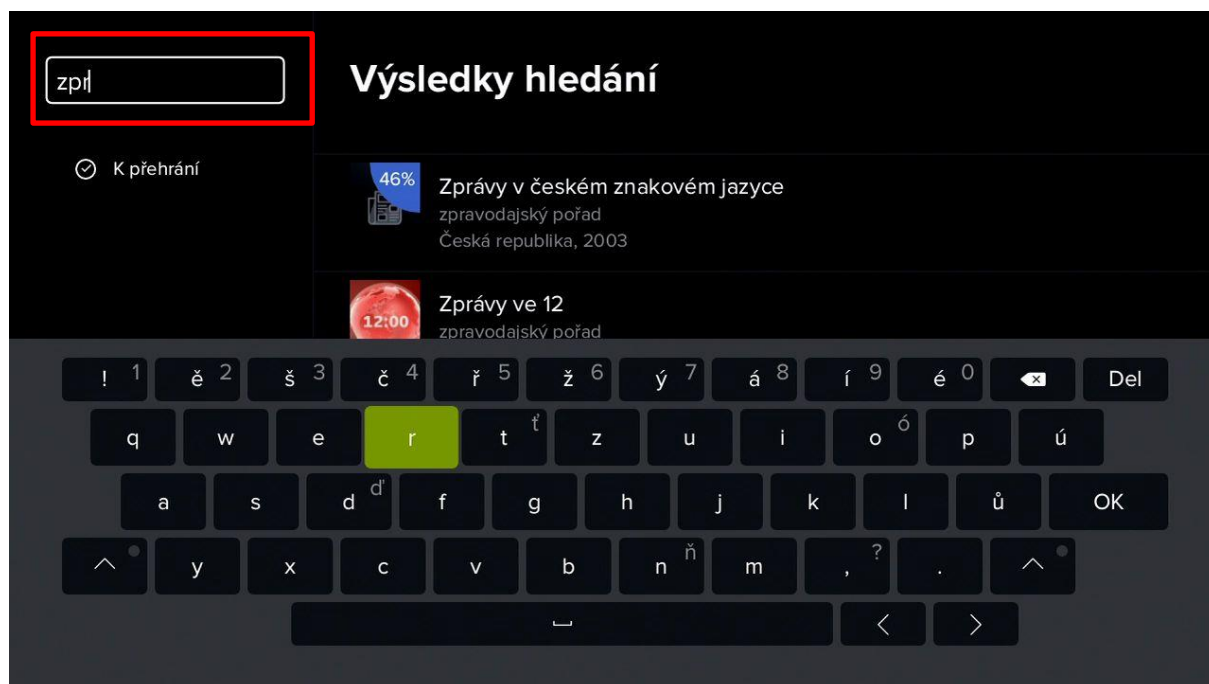 zpr
Výsledky hledání
K přehrání
46%
Zprávy v českém znakovém jazyce
zpravodajský pořad
Česká republika, 2003
12:00
Zprávy ve 12
zpravodajský pořad
! 1 ě 2 š 3 č 4 ř 5 ž 6 ý 7 á 8 í 9 é 0 Del
q w e r t ť z u i o ó p ú
a s d ď f g h j k l ů OK
y x c v b n ň m , ? .